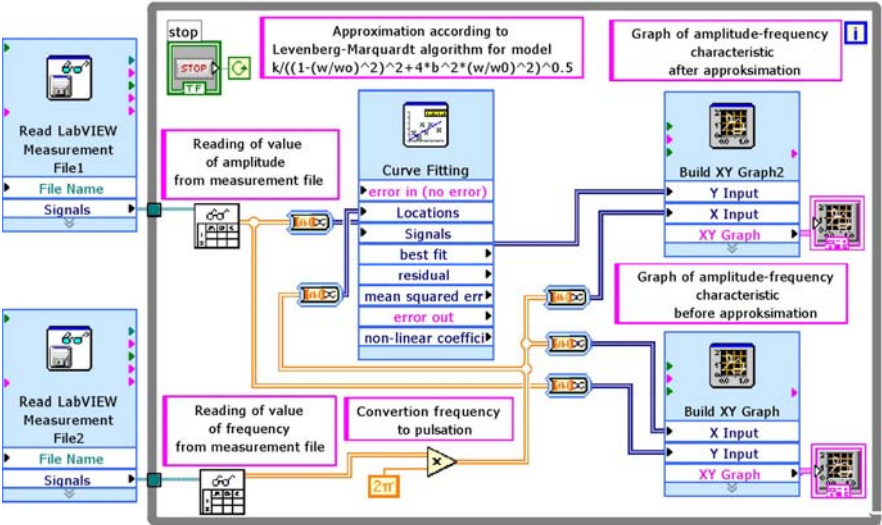 stop
STOP
TF
Approximation according to
Levenberg-Marquardt algorithm for model
k/((1-(w/wo)^2)^2+4*b^2*(w/w0)^2)^0.5
Graph of amplitude-frequency
characteristic
after approksimation
i
Read LabVIEW
Measurement
File1
File Name
Signals
Reading of value
of amplitude
from measurement file
Curve Fitting
error in (no error)
Locations
Signals
best fit
residual
mean squared err
error out
non-linear coeffici
Build XY Graph2
Y Input
X Input
XY Graph
Graph of amplitude-frequency
characteristic
before approksimation
Read LabVIEW
Measurement
File2
File Name
Signals
Reading of value
of frequency
from measurement file
Convertion frequency
to pulsation
x
2π
Build XY Graph
X Input
Y Input
XY Graph